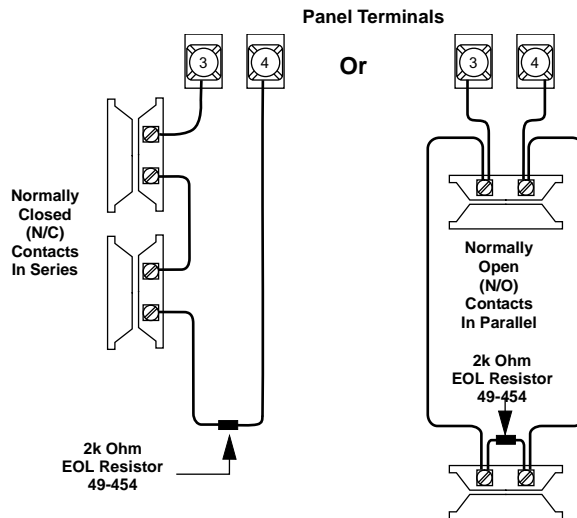 Panel Terminals
3
4
Or
3
4
Normally
Closed
(N/C)
Contacts
In Series
Normally
Open
(N/O)
Contacts
In Parallel
2k Ohm
EOL Resistor
49-454
2k Ohm
EOL Resistor
49-454